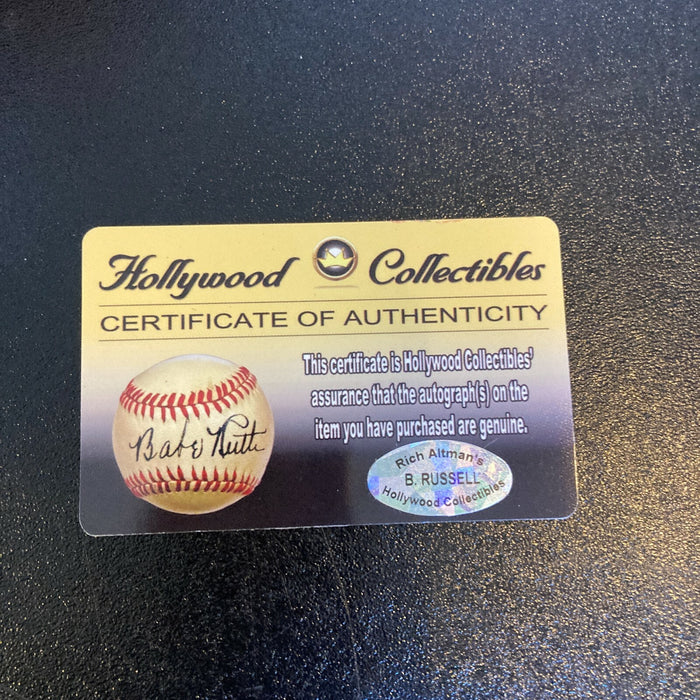 Hollywood Collectibles
CERTIFICATE OF AUTHENTICITY
This certificate is Hollywood Collectibles'
assurance that the autograph(s) on the
item you have purchased are genuine.
Babe Ruth
Rich Altman's
B. RUSSELL
Hollywood Collectibles